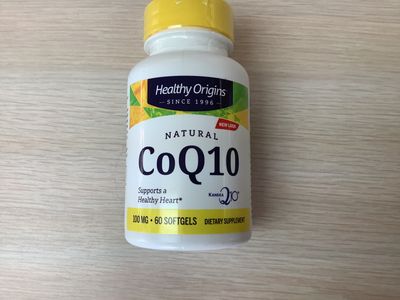 Healthy Origins
SINCE 1996
NEW LOOK
NATURAL
CoQ10
Supports a
Healthy Heart*
KANEKA Q10®
100 MG • 60 SOFTGELS DIETARY SUPPLEMENT